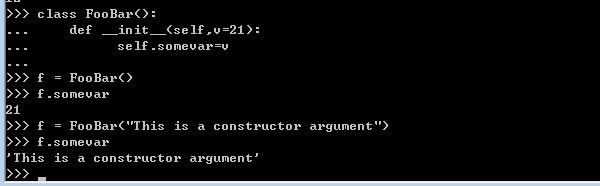 >>> class FooBar():
...     def __init__(self,v=21):
...             self.somevar=v
...
>>> f = FooBar()
>>> f.somevar
21
>>> f = FooBar("This is a constructor argument")
>>> f.somevar
'This is a constructor argument'
>>> _